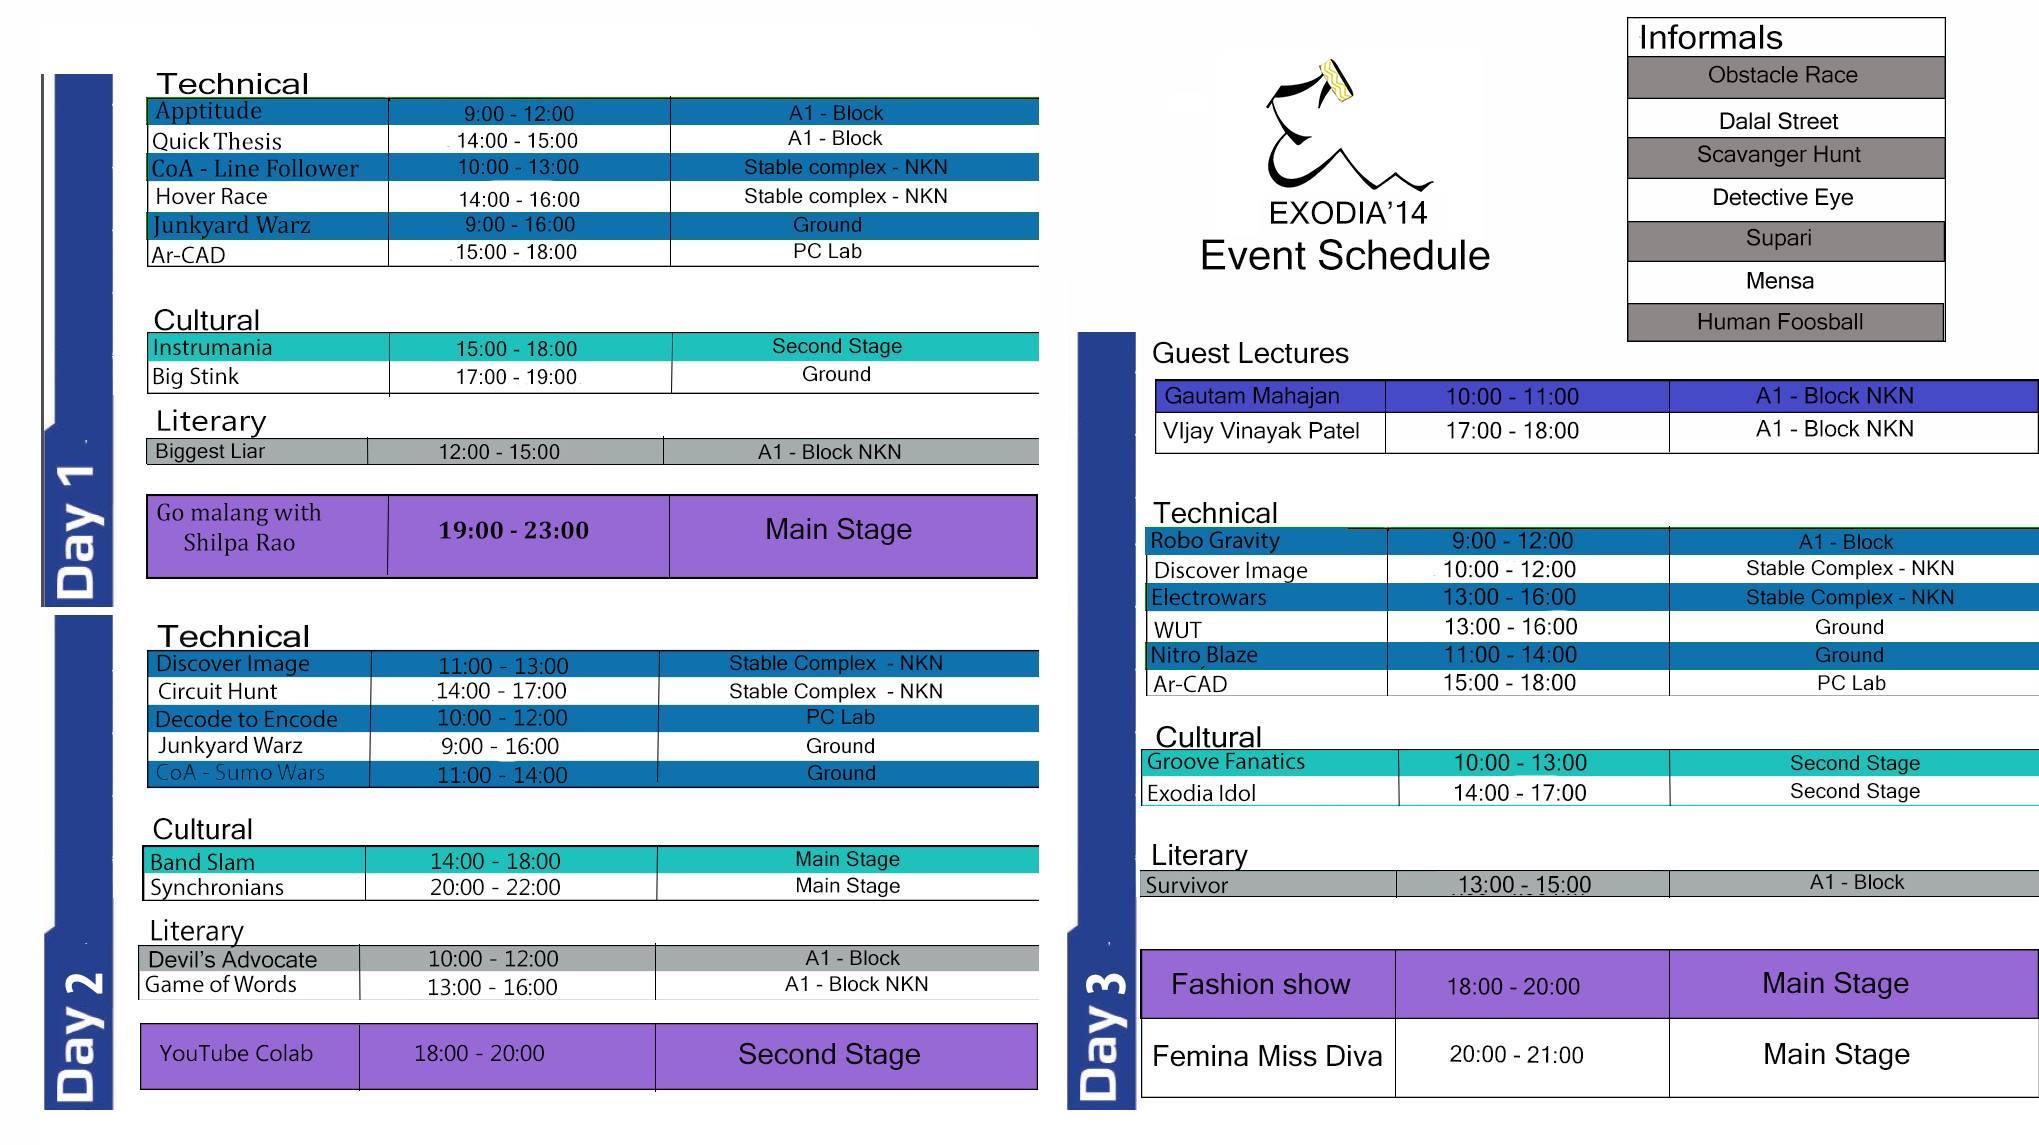 Technical
Apptitude 9:00 - 12:00 A1 - Block
Quick Thesis 14:00 - 15:00 A1 - Block
CoA - Line Follower 10:00 - 13:00 Stable complex - NKN
Hover Race 14:00 - 16:00 Stable complex - NKN
Junkyard Warz 9:00 - 16:00 Ground
Ar-CAD 15:00 - 18:00 PC Lab
Cultural
Instrumania 15:00 - 18:00 Second Stage
Big Stink 17:00 - 19:00 Ground
Literary
Biggest Liar 12:00 - 15:00 A1 - Block NKN
Go malang with
Shilpa Rao 19:00 - 23:00 Main Stage
Day 1
Technical
Discover Image 11:00 - 13:00 Stable Complex - NKN
Circuit Hunt 14:00 - 17:00 Stable Complex - NKN
Decode to Encode 10:00 - 12:00 PC Lab
Junkyard Warz 9:00 - 16:00 Ground
CoA - Sumo Wars 11:00 - 14:00 Ground
Cultural
Band Slam 14:00 - 18:00 Main Stage
Synchronians 20:00 - 22:00 Main Stage
Literary
Devil's Advocate 10:00 - 12:00 A1 - Block
Game of Words 13:00 - 16:00 A1 - Block NKN
YouTube Colab 18:00 - 20:00 Second Stage
Day 2
EXODIA'14
Event Schedule
Informals
Obstacle Race
Dalal Street
Scavanger Hunt
Detective Eye
Supari
Mensa
Human Foosball
Guest Lectures
Gautam Mahajan 10:00 - 11:00 A1 - Block NKN
VIjay Vinayak Patel 17:00 - 18:00 A1 - Block NKN
Technical
Robo Gravity 9:00 - 12:00 A1 - Block
Discover Image 10:00 - 12:00 Stable Complex - NKN
Electrowars 13:00 - 16:00 Stable Complex - NKN
WUT 13:00 - 16:00 Ground
Nitro Blaze 11:00 - 14:00 Ground
Ar-CAD 15:00 - 18:00 PC Lab
Cultural
Groove Fanatics 10:00 - 13:00 Second Stage
Exodia Idol 14:00 - 17:00 Second Stage
Literary
Survivor 13:00 - 15:00 A1 - Block
Fashion show 18:00 - 20:00 Main Stage
Femina Miss Diva 20:00 - 21:00 Main Stage
Day 3